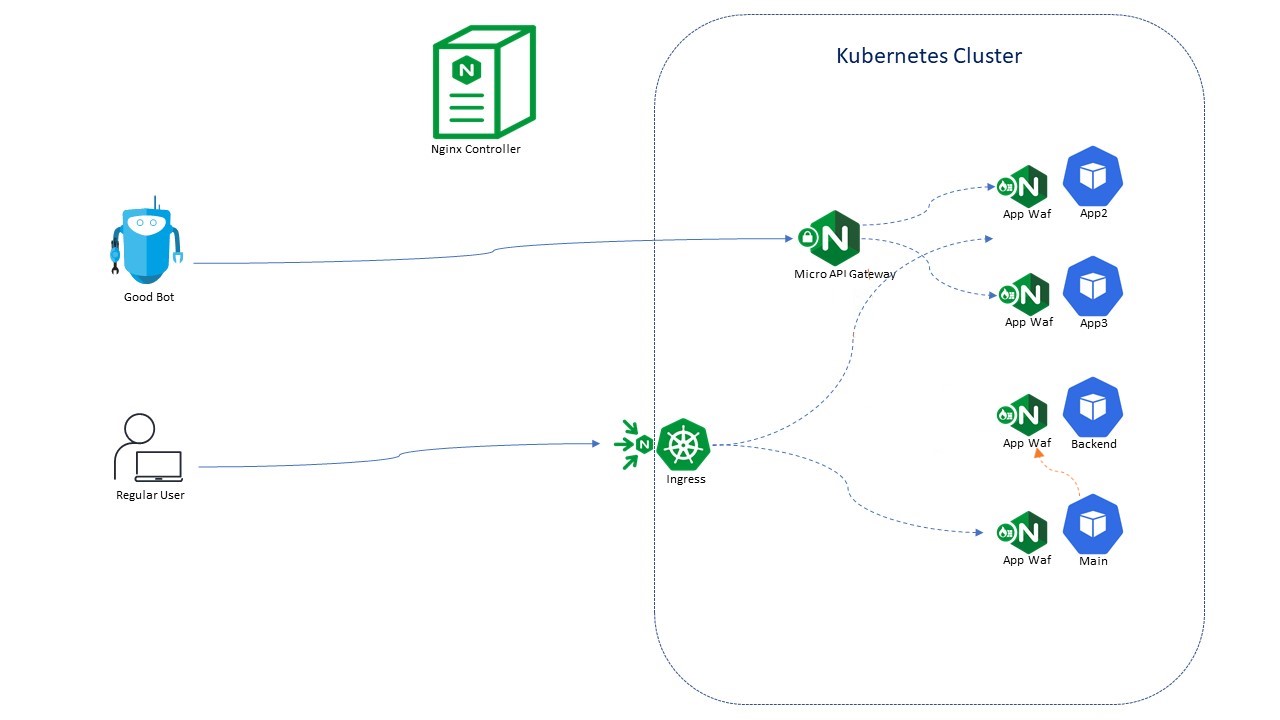 Kubernetes Cluster
N
Nginx Controller
N
App Waf
App2
Good Bot
N
Micro API Gateway
N
App Waf
App3
N
App Waf
Backend
Regular User
N
Ingress
N
App Waf
Main